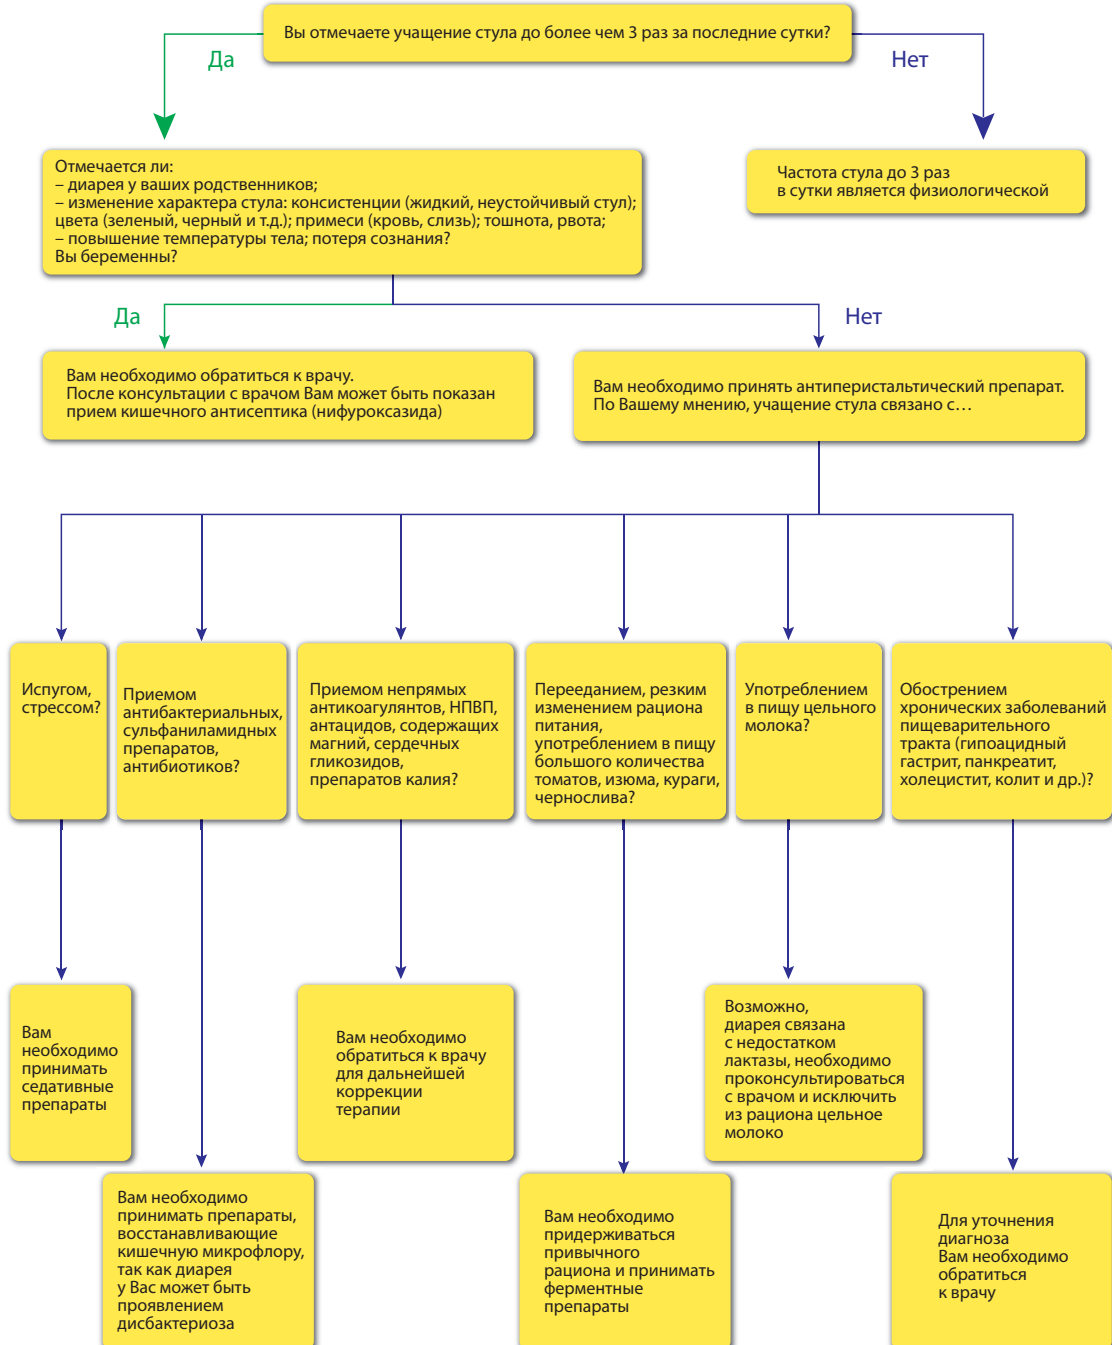 Вы отмечаете учащение стула до более чем 3 раз за последние сутки?
Да
Нет
Отмечается ли:
– диарея у ваших родственников;
– изменение характера стула: консистенции (жидкий, неустойчивый стул);
цвета (зеленый, черный и т.д.); примеси (кровь, слизь); тошнота, рвота;
– повышение температуры тела; потеря сознания?
Вы беременны?
Частота стула до 3 раз
в сутки является физиологической
Да
Нет
Вам необходимо обратиться к врачу.
После консультации с врачом Вам может быть показан
прием кишечного антисептика (нифуроксазида)
Вам необходимо принять антиперистальтический препарат.
По Вашему мнению, учащение стула связано с…
Испугом,
стрессом?
Приемом
антибактериальных,
сульфаниламидных
препаратов,
антибиотиков?
Приемом непрямых
антикоагулянтов, НПВП,
антацидов, содержащих
магний, сердечных
гликозидов,
препаратов калия?
Перееданием, резким
изменением рациона
питания,
употреблением в пищу
большого количества
томатов, изюма, кураги,
чернослива?
Употреблением
в пищу цельного
молока?
Обострением
хронических заболеваний
пищеварительного
тракта (гипоацидный
гастрит, панкреатит,
холецистит, колит и др.)?
Вам
необходимо
принимать
седативные
препараты
Вам необходимо
обратиться к врачу
для дальнейшей
коррекции
терапии
Возможно,
диарея связана
с недостатком
лактазы, необходимо
проконсультироваться
с врачом и исключить
из рациона цельное
молоко
Вам необходимо
принимать препараты,
восстанавливающие
кишечную микрофлору,
так как диарея
у Вас может быть
проявлением
дисбактериоза
Вам необходимо
придерживаться
привычного
рациона и принимать
ферментные
препараты
Для уточнения
диагноза
Вам необходимо
обратиться
к врачу